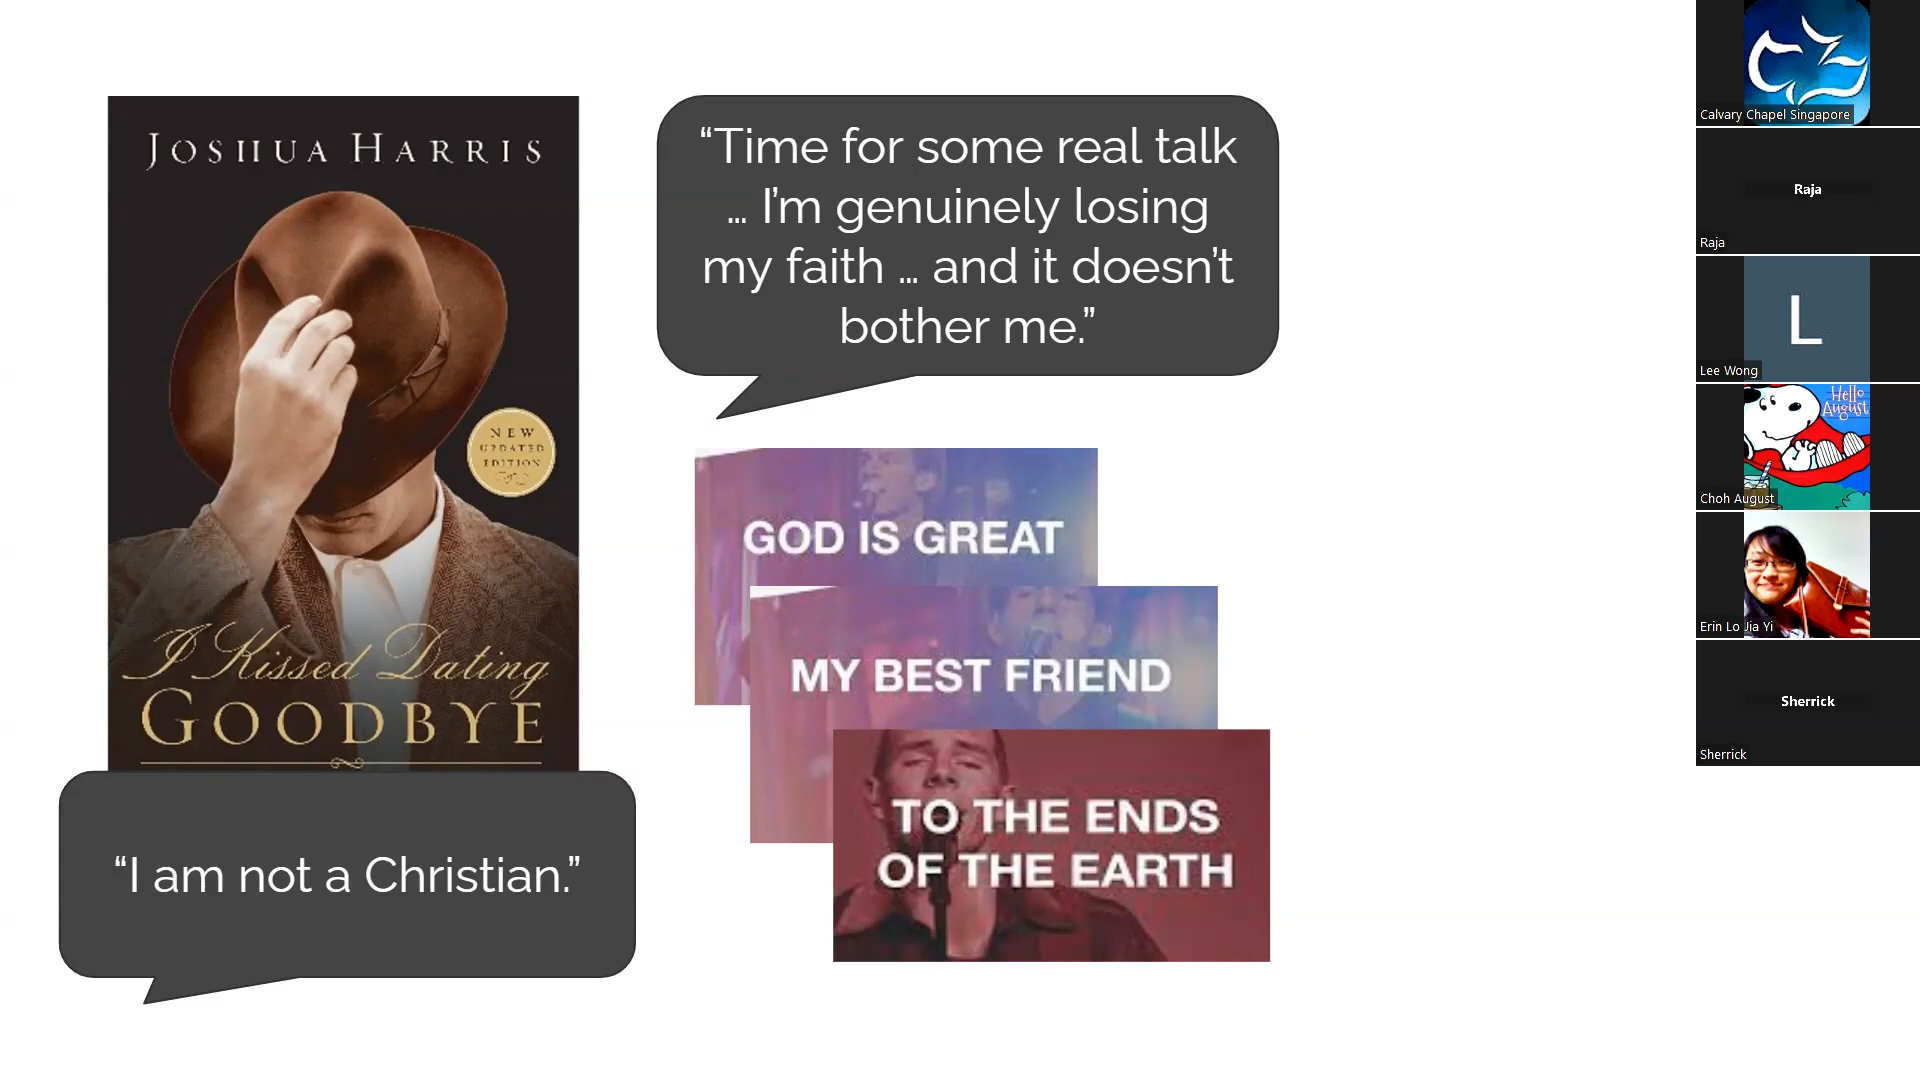 JOSHUA HARRIS
NEW
UPDATED
EDITION
I Kissed Dating
GOODBYE
“I am not a Christian.”
“Time for some real talk
... I’m genuinely losing
my faith ... and it doesn’t
bother me.”
GOD IS GREAT
MY BEST FRIEND
TO THE ENDS
OF THE EARTH
Calvary Chapel Singapore
Raja
Raja
L
Lee Wong
Hello
August
Choh August
Erin Lo Jia Yi
Sherrick
Sherrick